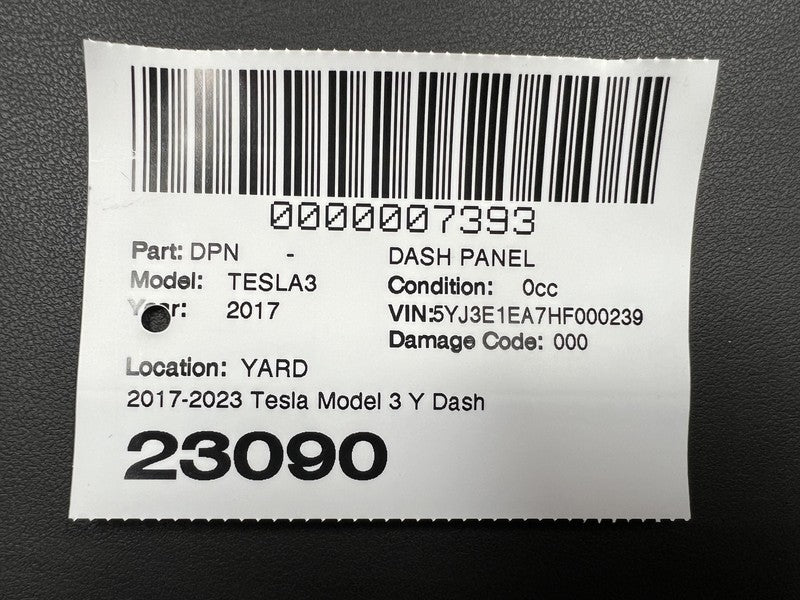 0000007393
Part: DPN - DASH PANEL
Model: TESLA3 Condition: 0cc
Year: 2017 VIN:5YJ3E1EA7HF000239
Damage Code: 000
Location: YARD
2017-2023 Tesla Model 3 Y Dash
23090